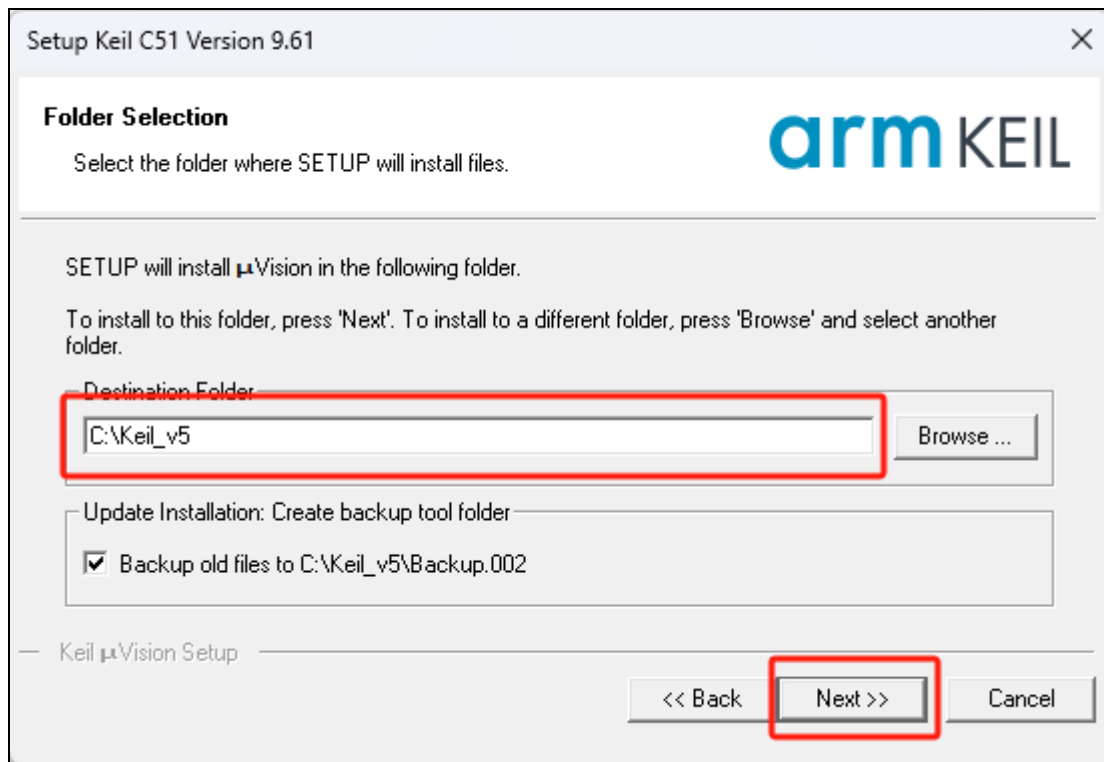 Setup Keil C51 Version 9.61
Folder Selection
Select the folder where SETUP will install files.
arm KEIL
SETUP will install µVision in the following folder.
To install to this folder, press 'Next'. To install to a different folder, press 'Browse' and select another
folder.
Destination Folder
C:\Keil_v5
Browse ...
Update Installation: Create backup tool folder
Backup old files to C:\Keil_v5\Backup.002
Keil µVision Setup
<< Back
Next >>
Cancel